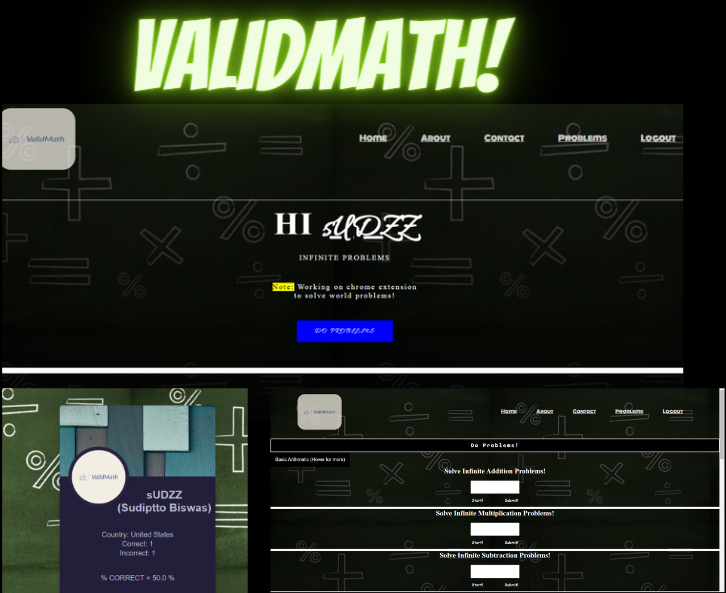 VALIDMATH!
ValidMath
Home About Contact Problems Logout
HI sUDZZ
INFINITE PROBLEMS
Note: Working on chrome extension
to solve world problems!
DO PROBLEMS
ValidMath
sUDZZ
(Sudiptto Biswas)
Country: United States
Correct: 1
Incorrect: 1
% CORRECT = 50.0 %
ValidMath
Home About Contact Problems Logout
Do Problems!
Basic Arithmetic (Hover for more)
Solve Infinite Addition Problems!
Start! Submit!
Solve Infinite Multiplication Problems!
Start! Submit!
Solve Infinite Subtraction Problems!
Start! Submit!